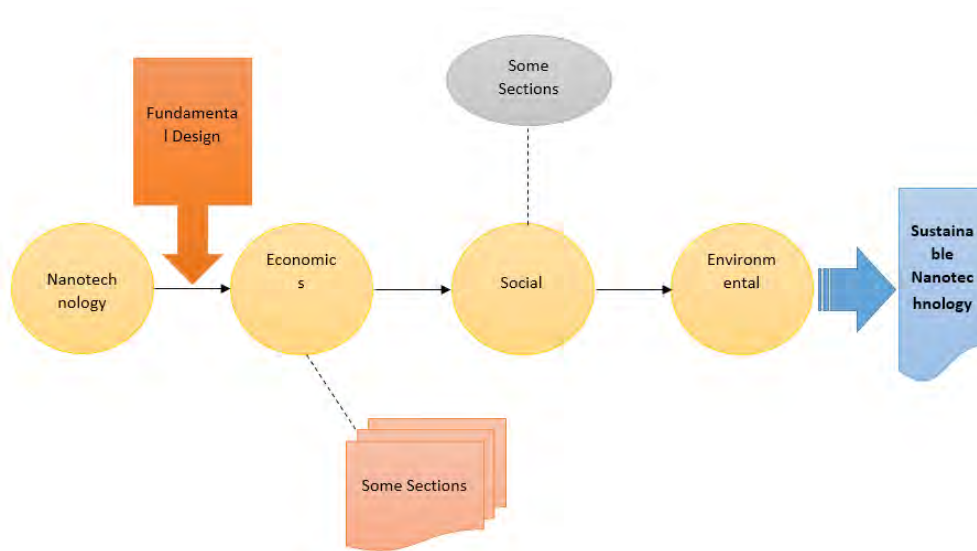 Some
Sections
Fundamenta
l Design
Nanotech
nology
Economic
s
Social
Environm
ental
Sustaina
ble
Nanotec
hnology
Some Sections